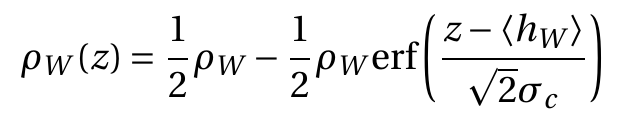 ρ_W(z) = \frac{1}{2}ρ_W − \frac{1}{2}ρ_W erf\left(\frac{z − ⟨h_W⟩}{\sqrt{2}σ_c}\right)